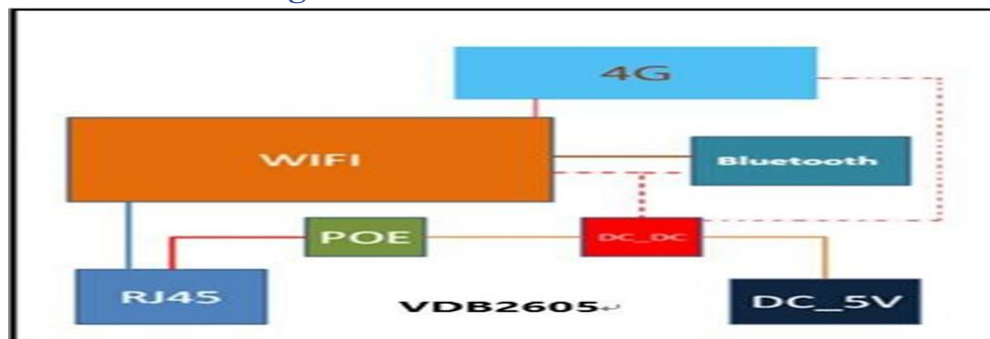 4G
WIFI
Bluetooth
POE
DC_DC
RJ45
VDB2605
DC_5V